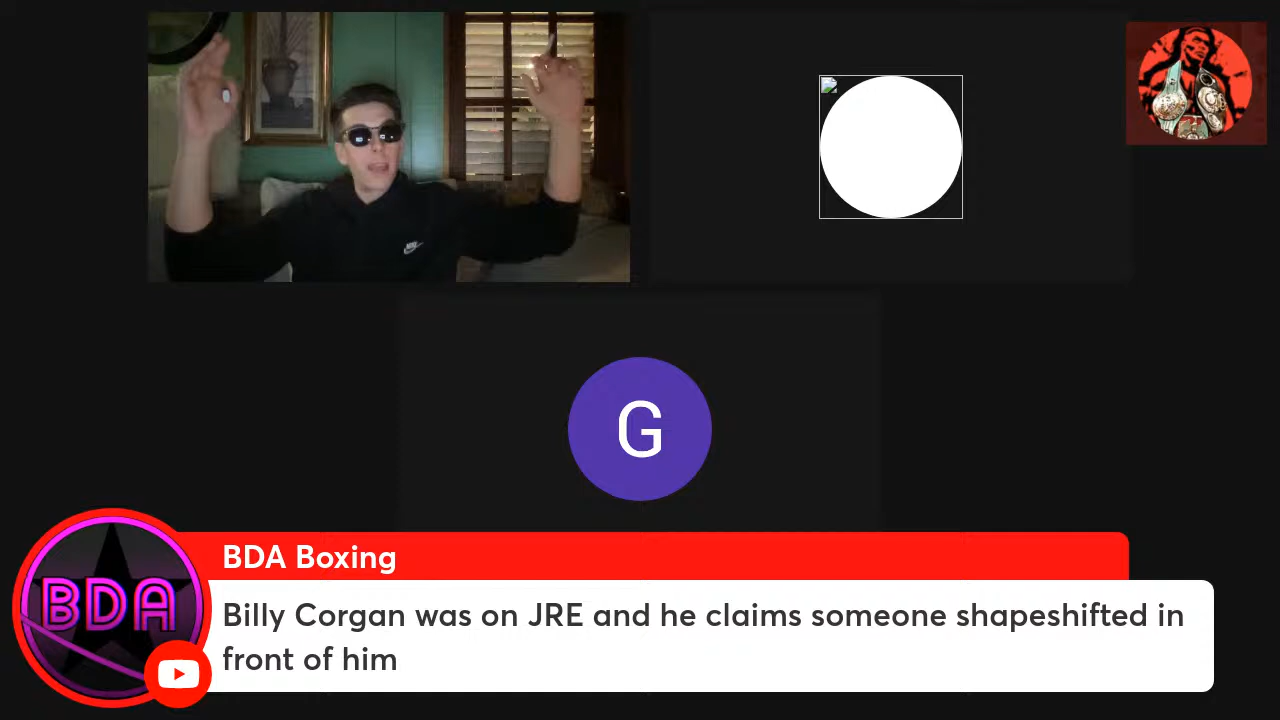 G
BDA Boxing
BDA
Billy Corgan was on JRE and he claims someone shapeshifted in
front of him